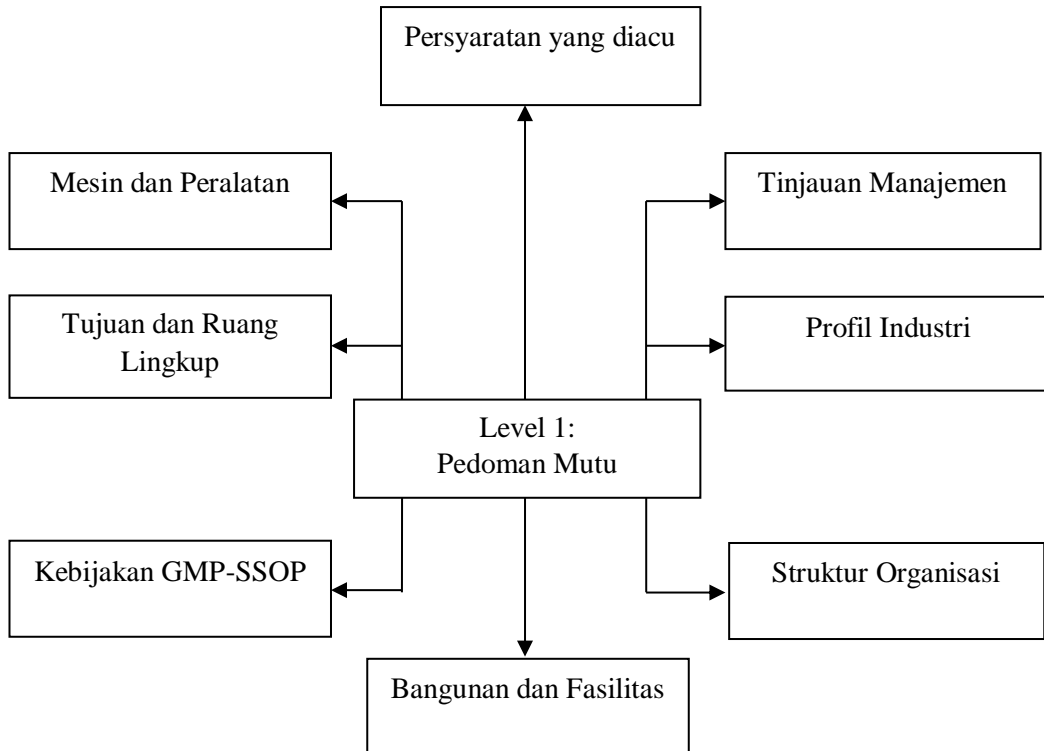 Persyaratan yang diacu
Mesin dan Peralatan
Tinjauan Manajemen
Tujuan dan Ruang
Lingkup
Profil Industri
Level 1:
Pedoman Mutu
Kebijakan GMP-SSOP
Struktur Organisasi
Bangunan dan Fasilitas